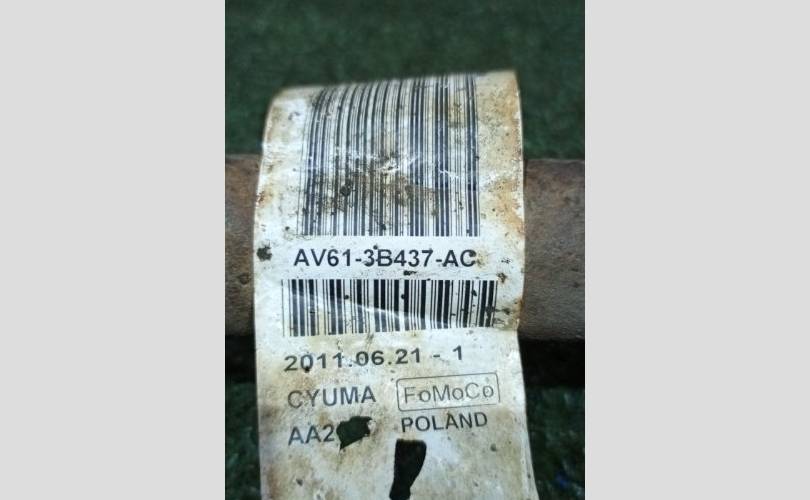 AV61-3B437-AC
2011.06.21 - 1
CYUMA FoMoCo
POLAND